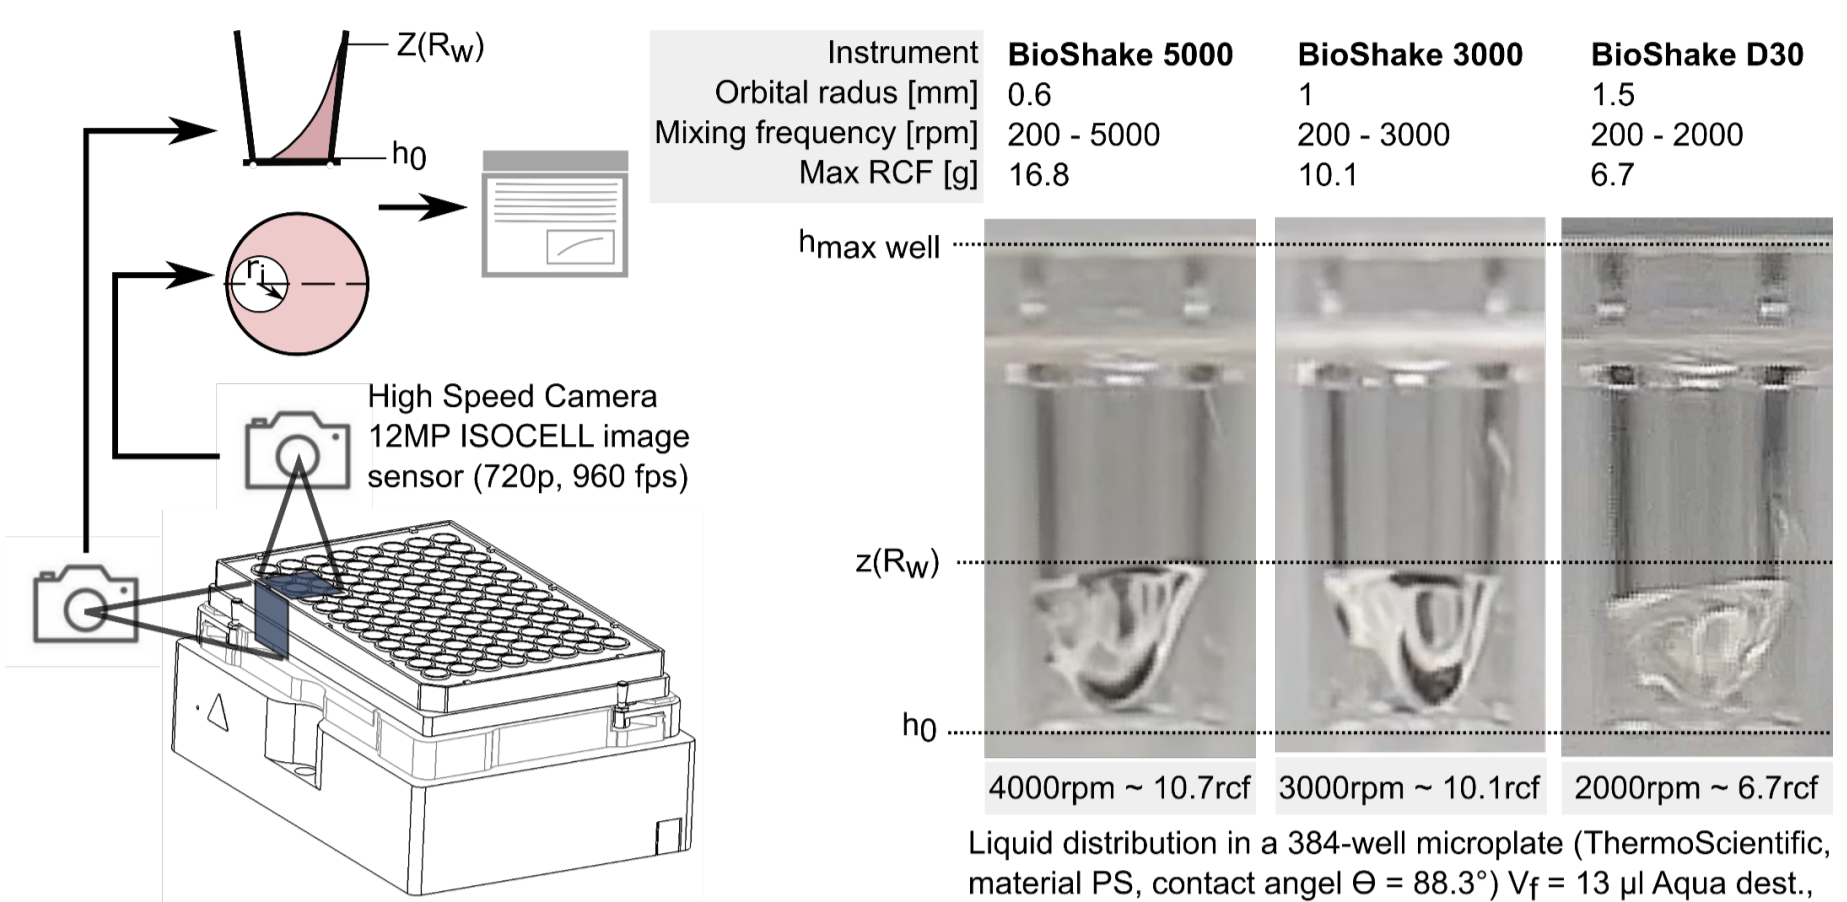 Z(RW)
h0
ri
High Speed Camera
12MP ISOCELL image
sensor (720p, 960 fps)
Instrument BioShake 5000 BioShake 3000 BioShake D30
Orbital radus [mm] 0.6 1 1.5
Mixing frequency [rpm] 200 - 5000 200 - 3000 200 - 2000
Max RCF [g] 16.8 10.1 6.7
hmax well
z(RW)
h0
4000rpm ~ 10.7rcf 3000rpm ~ 10.1rcf 2000rpm ~ 6.7rcf
Liquid distribution in a 384-well microplate (ThermoScientific,
material PS, contact angel Θ = 88.3°) Vf = 13 µl Aqua dest.,